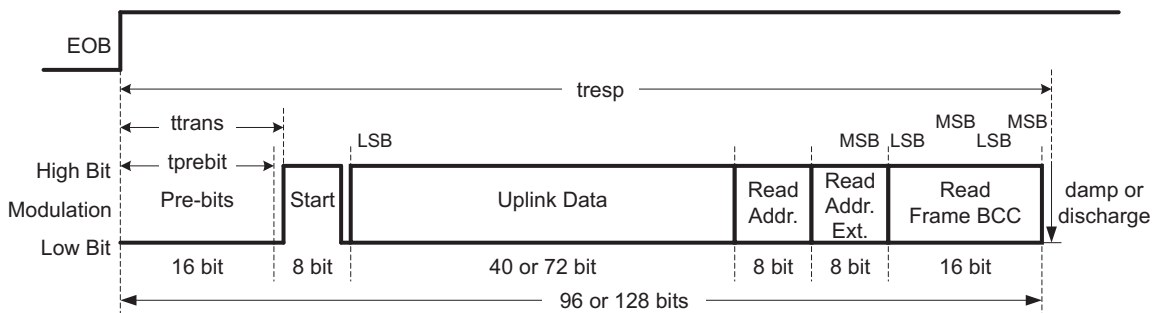 EOB
tresp
ttrans
LSB
MSB
MSB
tprebit
MSB
LSB
LSB
High Bit
Modulation
Low Bit
Pre-bits
Start
Uplink Data
Read
Addr.
Read
Addr.
Ext.
Read
Frame BCC
damp or
discharge
16 bit
8 bit
40 or 72 bit
8 bit
8 bit
16 bit
96 or 128 bits